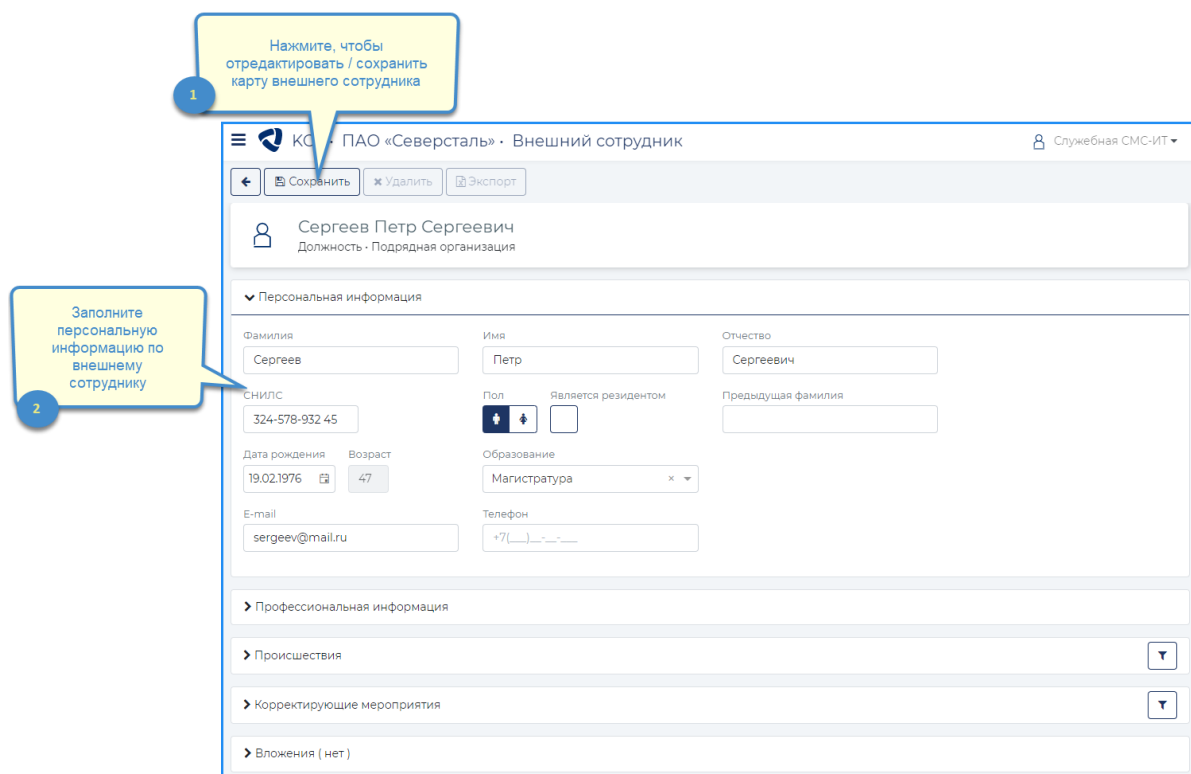 Нажмите, чтобы
отредактировать / сохранить
карту внешнего сотрудника
1
ПАО «Северсталь» · Внешний сотрудник
Служебная СМС-ИТ
Сохранить
Удалить
Экспорт
Сергеев Петр Сергеевич
Должность · Подрядная организация
Персональная информация
Заполните
персональную
информацию по
внешнему
сотруднику
2
Фамилия
Имя
Отчество
Сергеев
Петр
Сергеевич
СНИЛС
Пол
Является резидентом
Предыдущая фамилия
324-578-932 45
Дата рождения
Возраст
Образование
19.02.1976
47
Магистратура
E-mail
Телефон
sergeev@mail.ru
+7(___)__-__-___
Профессиональная информация
Происшествия
Корректирующие мероприятия
Вложения ( нет )